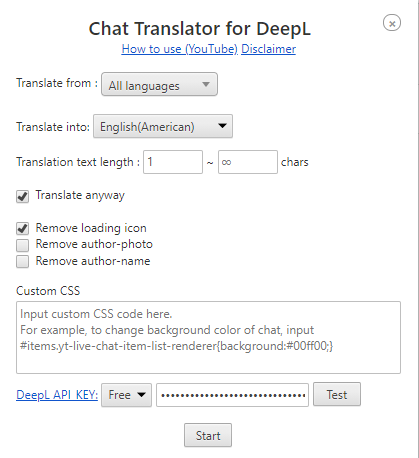 Chat Translator for DeepL
How to use (YouTube) Disclaimer
Translate from : All languages
Translate into: English(American)
Translation text length : 1 ~ ∞ chars
Translate anyway
Remove loading icon
Remove author-photo
Remove author-name
Custom CSS
Input custom CSS code here.
For example, to change background color of chat, input
#items.yt-live-chat-item-list-renderer{background:#00ff00;}
DeepL API KEY: Free •••••••••••••••••••••••••••••• Test
Start